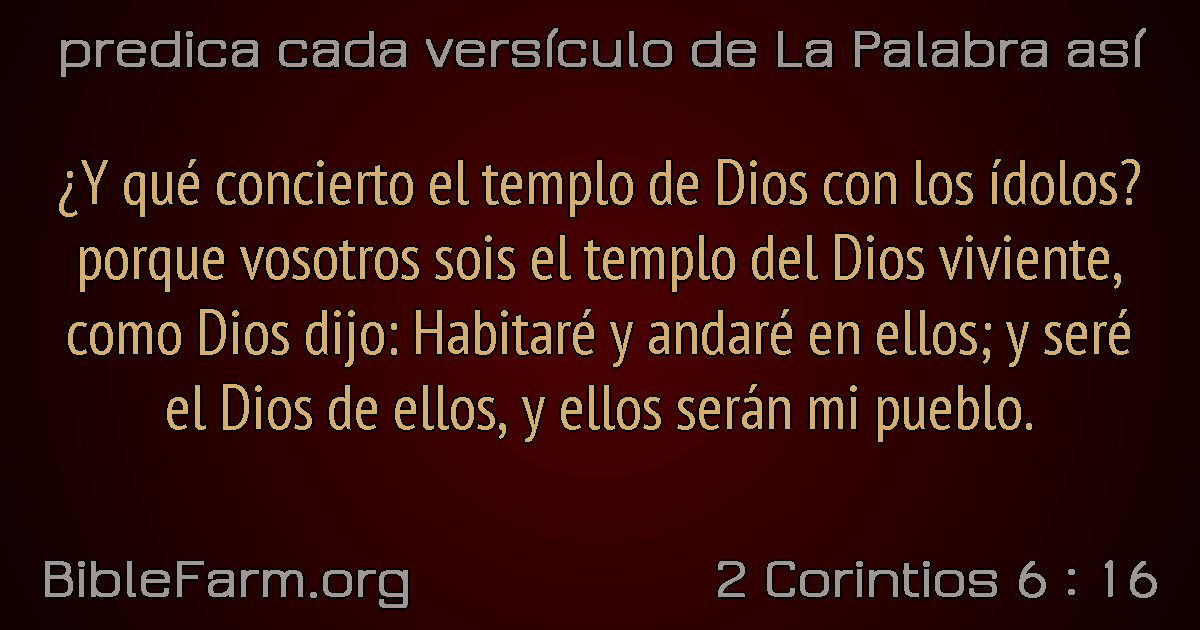 predica cada versículo de La Palabra así
¿Y qué concierto el templo de Dios con los ídolos?
porque vosotros sois el templo del Dios viviente,
como Dios dijo: Habitaré y andaré en ellos; y seré
el Dios de ellos, y ellos serán mi pueblo.
BibleFarm.org
2 Corintios 6 : 16